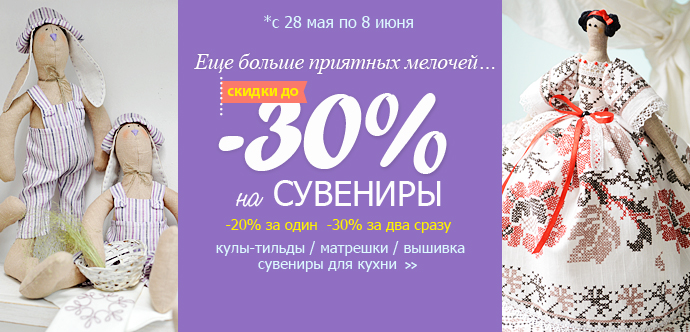 *с 28 мая по 8 июня
Еще больше приятных мелочей...
скидки до
-30%
на СУВЕНИРЫ
-20% за один -30% за два сразу
кулы-тильды / матрешки / вышивка
сувениры для кухни >>